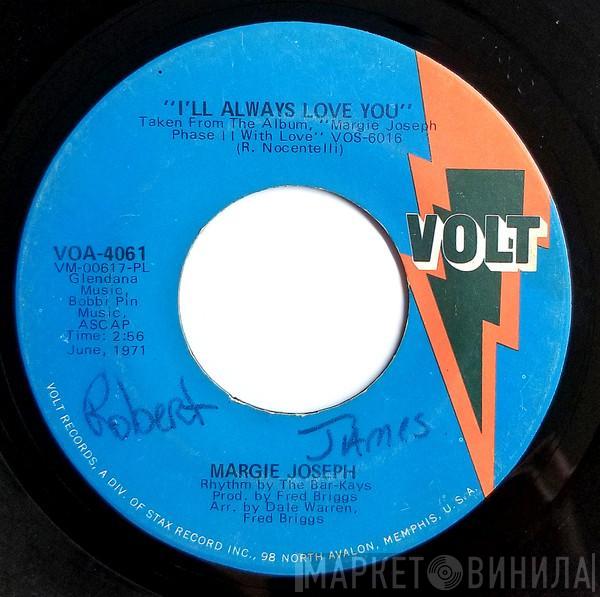 "I'LL ALWAYS LOVE YOU"
Taken From The Album, "Margie Joseph
Phase II With Love" VOS-6016
(R. Nocentelli)
VOLT
VOA-4061
VM-00617-PL
Glendana
Music,
Bobbi Pin
Music,
ASCAP
Time: 2:56
June, 1971
Robert
James
MARGIE JOSEPH
Rhythm by The Bar-Kays
Prod. by Fred Briggs
Arr. by Dale Warren,
Fred Briggs
VOLT RECORDS, A DIV. OF STAX RECORD INC., 98 NORTH AVALON, MEMPHIS, U.S.A.
МАРКЕТ ВИНИЛА